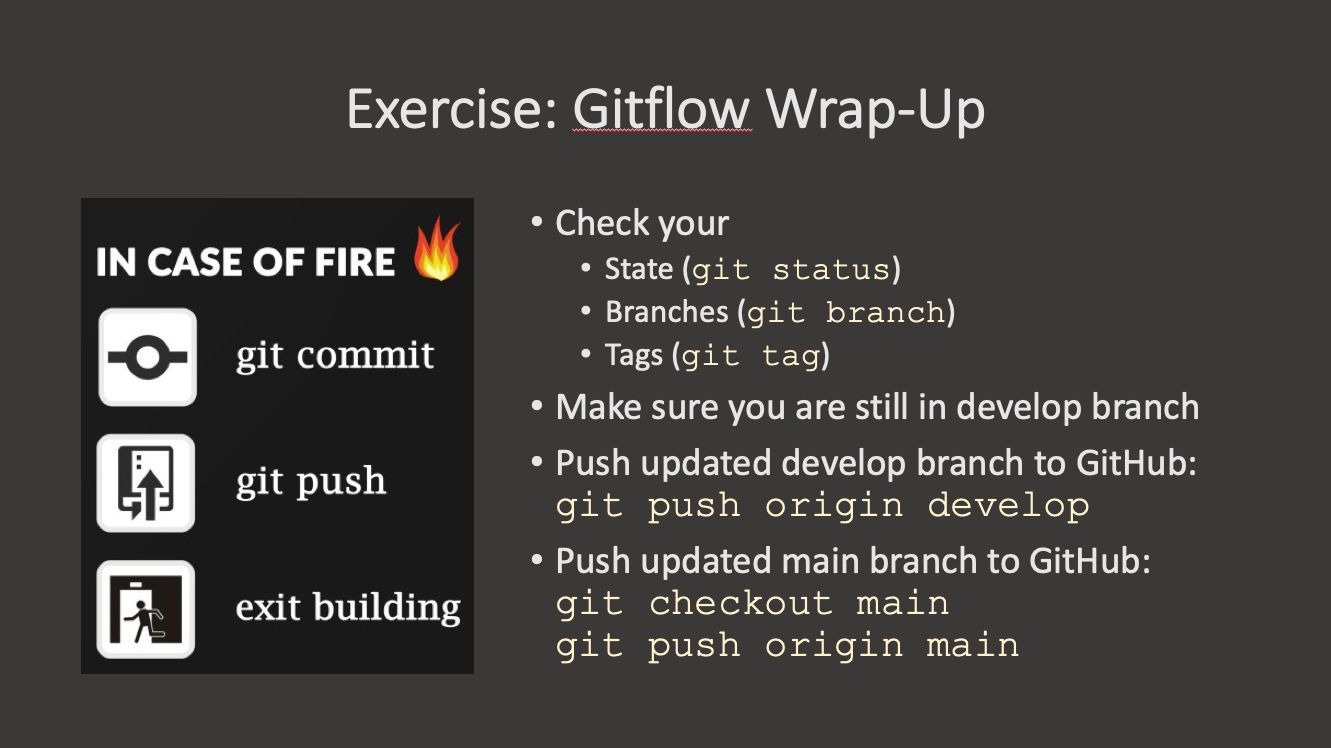 Exercise: Gitflow Wrap-Up
IN CASE OF FIRE 🔥
git commit
git push
exit building
• Check your
• State (git status)
• Branches (git branch)
• Tags (git tag)
• Make sure you are still in develop branch
• Push updated develop branch to GitHub:
git push origin develop
• Push updated main branch to GitHub:
git checkout main
git push origin main